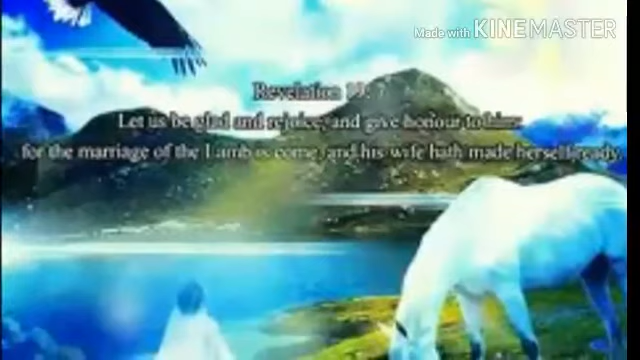 Made with KINEMASTER
Revelation 19: 7
Let us be glad and rejoice, and give honour to him:
for the marriage of the Lamb is come, and his wife hath made herself ready.